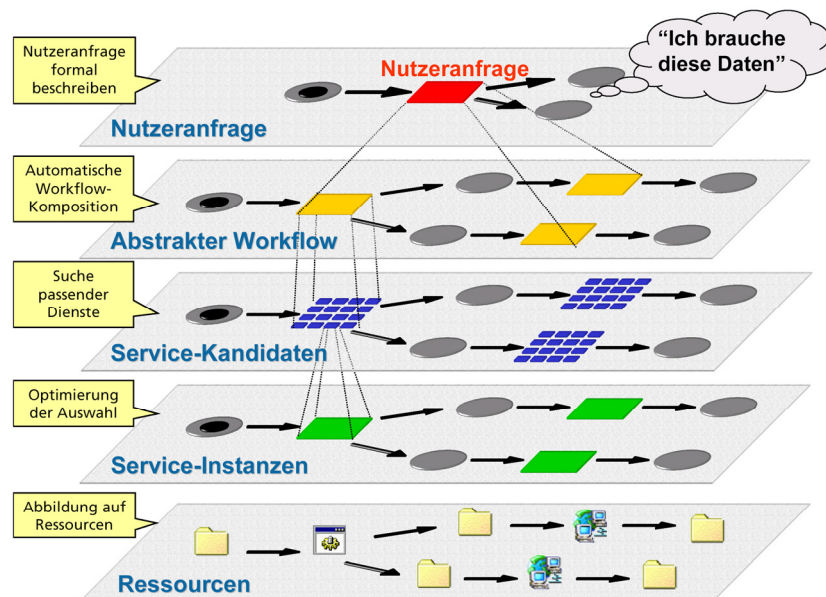 Nutzeranfrage
formal
beschreiben
Nutzeranfrage
“Ich brauche
diese Daten”
Nutzeranfrage
Automatische
Workflow-
Komposition
Abstrakter Workflow
Suche
passender
Dienste
Service-Kandidaten
Optimierung
der Auswahl
Service-Instanzen
Abbildung auf
Ressourcen
Ressourcen